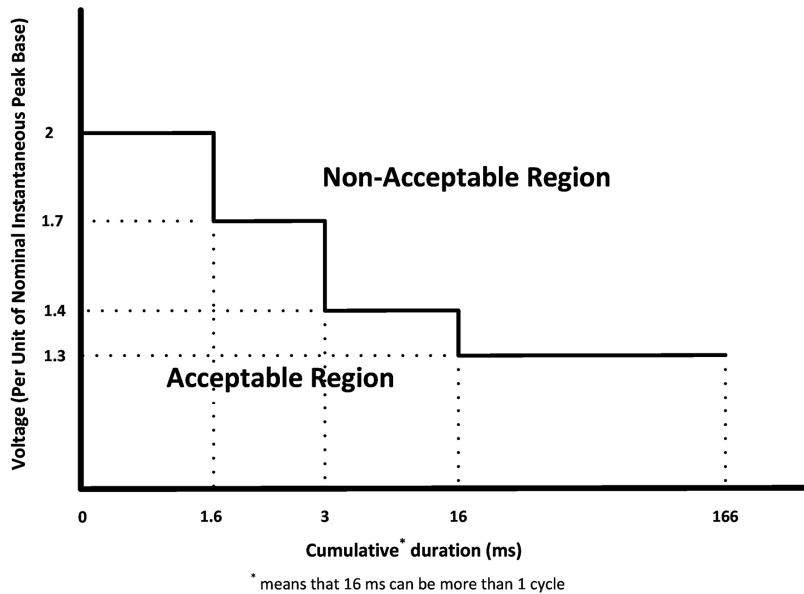 Voltage (Per Unit of Nominal Instantaneous Peak Base)
2
Non-Acceptable Region
1.7
1.4
1.3
Acceptable Region
0 1.6 3 16 166
Cumulative* duration (ms)
* means that 16 ms can be more than 1 cycle